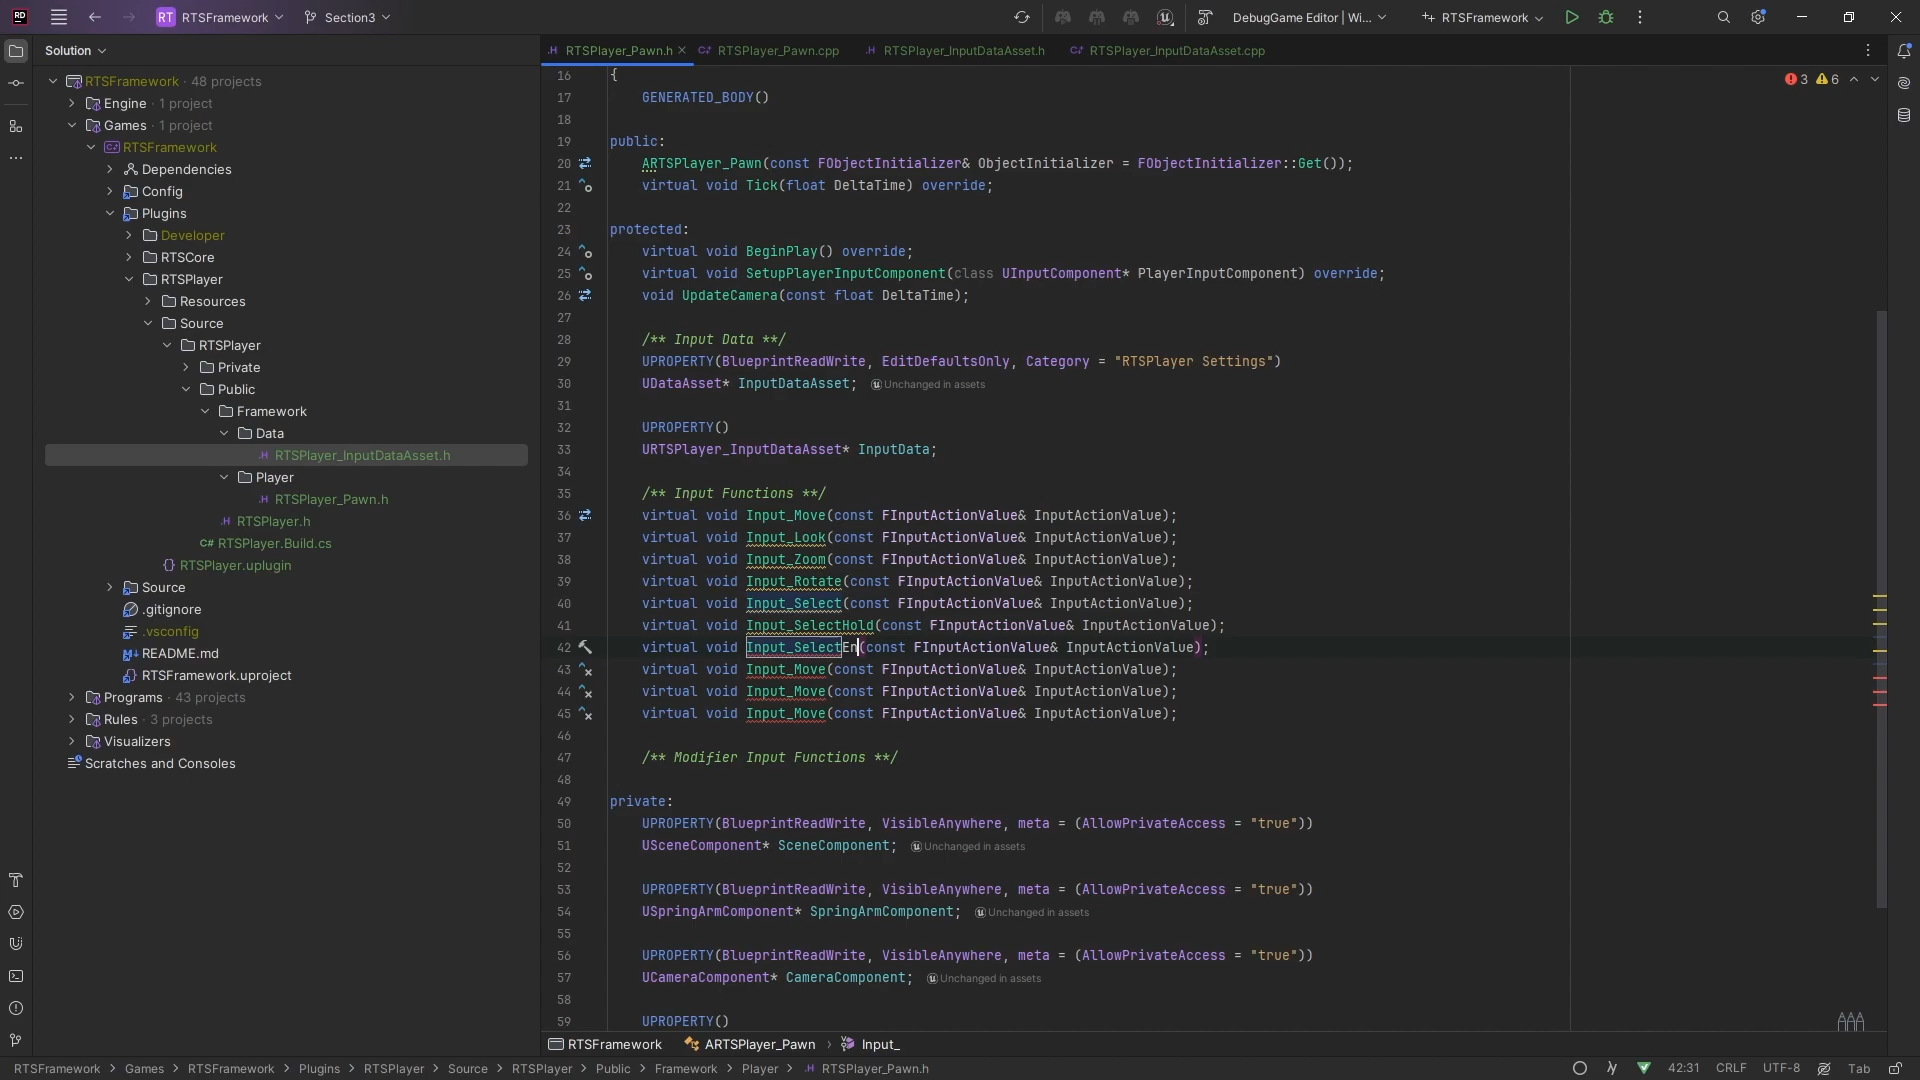 RD RT RTSFramework Section3 DebugGame Editor | Wi... RTSFramework
Solution
RTSPlayer_Pawn.h RTSPlayer_Pawn.cpp RTSPlayer_InputDataAsset.h RTSPlayer_InputDataAsset.cpp
3 6
RTSFramework · 48 projects
Engine · 1 project
Games · 1 project
RTSFramework
Dependencies
Config
Plugins
Developer
RTSCore
RTSPlayer
Resources
Source
RTSPlayer
Private
Public
Framework
Data
RTSPlayer_InputDataAsset.h
Player
RTSPlayer_Pawn.h
RTSPlayer.h
C# RTSPlayer.Build.cs
RTSPlayer.uplugin
Source
.gitignore
.vsconfig
README.md
RTSFramework.uproject
Programs · 43 projects
Rules · 3 projects
Visualizers
Scratches and Consoles
16 {
17 GENERATED_BODY()
18
19 public:
20 ARTSPlayer_Pawn(const FObjectInitializer& ObjectInitializer = FObjectInitializer::Get());
21 virtual void Tick(float DeltaTime) override;
22
23 protected:
24 virtual void BeginPlay() override;
25 virtual void SetupPlayerInputComponent(class UInputComponent* PlayerInputComponent) override;
26 void UpdateCamera(const float DeltaTime);
27
28 /** Input Data **/
29 UPROPERTY(BlueprintReadWrite, EditDefaultsOnly, Category = "RTSPlayer Settings")
30 UDataAsset* InputDataAsset; Unchanged in assets
31
32 UPROPERTY()
33 URTSPlayer_InputDataAsset* InputData;
34
35 /** Input Functions **/
36 virtual void Input_Move(const FInputActionValue& InputActionValue);
37 virtual void Input_Look(const FInputActionValue& InputActionValue);
38 virtual void Input_Zoom(const FInputActionValue& InputActionValue);
39 virtual void Input_Rotate(const FInputActionValue& InputActionValue);
40 virtual void Input_Select(const FInputActionValue& InputActionValue);
41 virtual void Input_SelectHold(const FInputActionValue& InputActionValue);
42 virtual void Input_SelectEn(const FInputActionValue& InputActionValue);
43 virtual void Input_Move(const FInputActionValue& InputActionValue);
44 virtual void Input_Move(const FInputActionValue& InputActionValue);
45 virtual void Input_Move(const FInputActionValue& InputActionValue);
46
47 /** Modifier Input Functions **/
48
49 private:
50 UPROPERTY(BlueprintReadWrite, VisibleAnywhere, meta = (AllowPrivateAccess = "true"))
51 USceneComponent* SceneComponent; Unchanged in assets
52
53 UPROPERTY(BlueprintReadWrite, VisibleAnywhere, meta = (AllowPrivateAccess = "true"))
54 USpringArmComponent* SpringArmComponent; Unchanged in assets
55
56 UPROPERTY(BlueprintReadWrite, VisibleAnywhere, meta = (AllowPrivateAccess = "true"))
57 UCameraComponent* CameraComponent; Unchanged in assets
58
59 UPROPERTY()
RTSFramework ARTSPlayer_Pawn › Input_
RTSFramework › Games › RTSFramework › Plugins › RTSPlayer › Source › RTSPlayer › Public › Framework › Player › RTSPlayer_Pawn.h 42:31 CRLF UTF-8 Tab